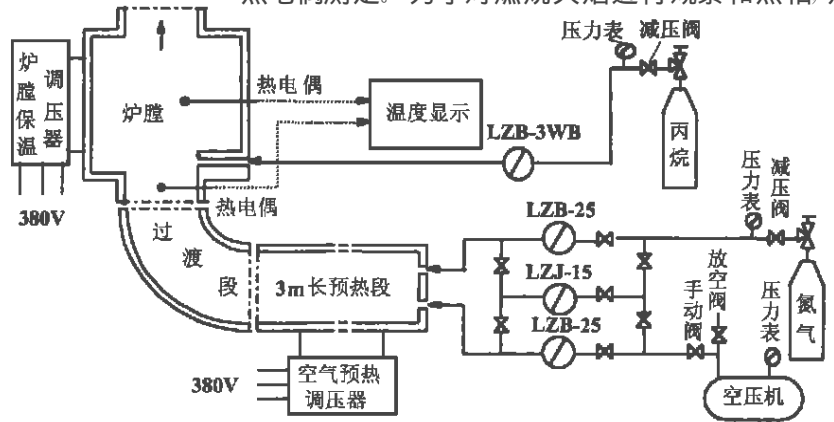 压力表
减压阀
热电偶
炉膛保温
调压器
炉膛
温度显示
LZB-3WB
丙烷
380V
热电偶
压力表
减压阀
LZB-25
过渡段
放空阀
LZJ-15
3m长预热段
手动阀
压力表
氮气
LZB-25
380V
空气预热
调压器
空压机